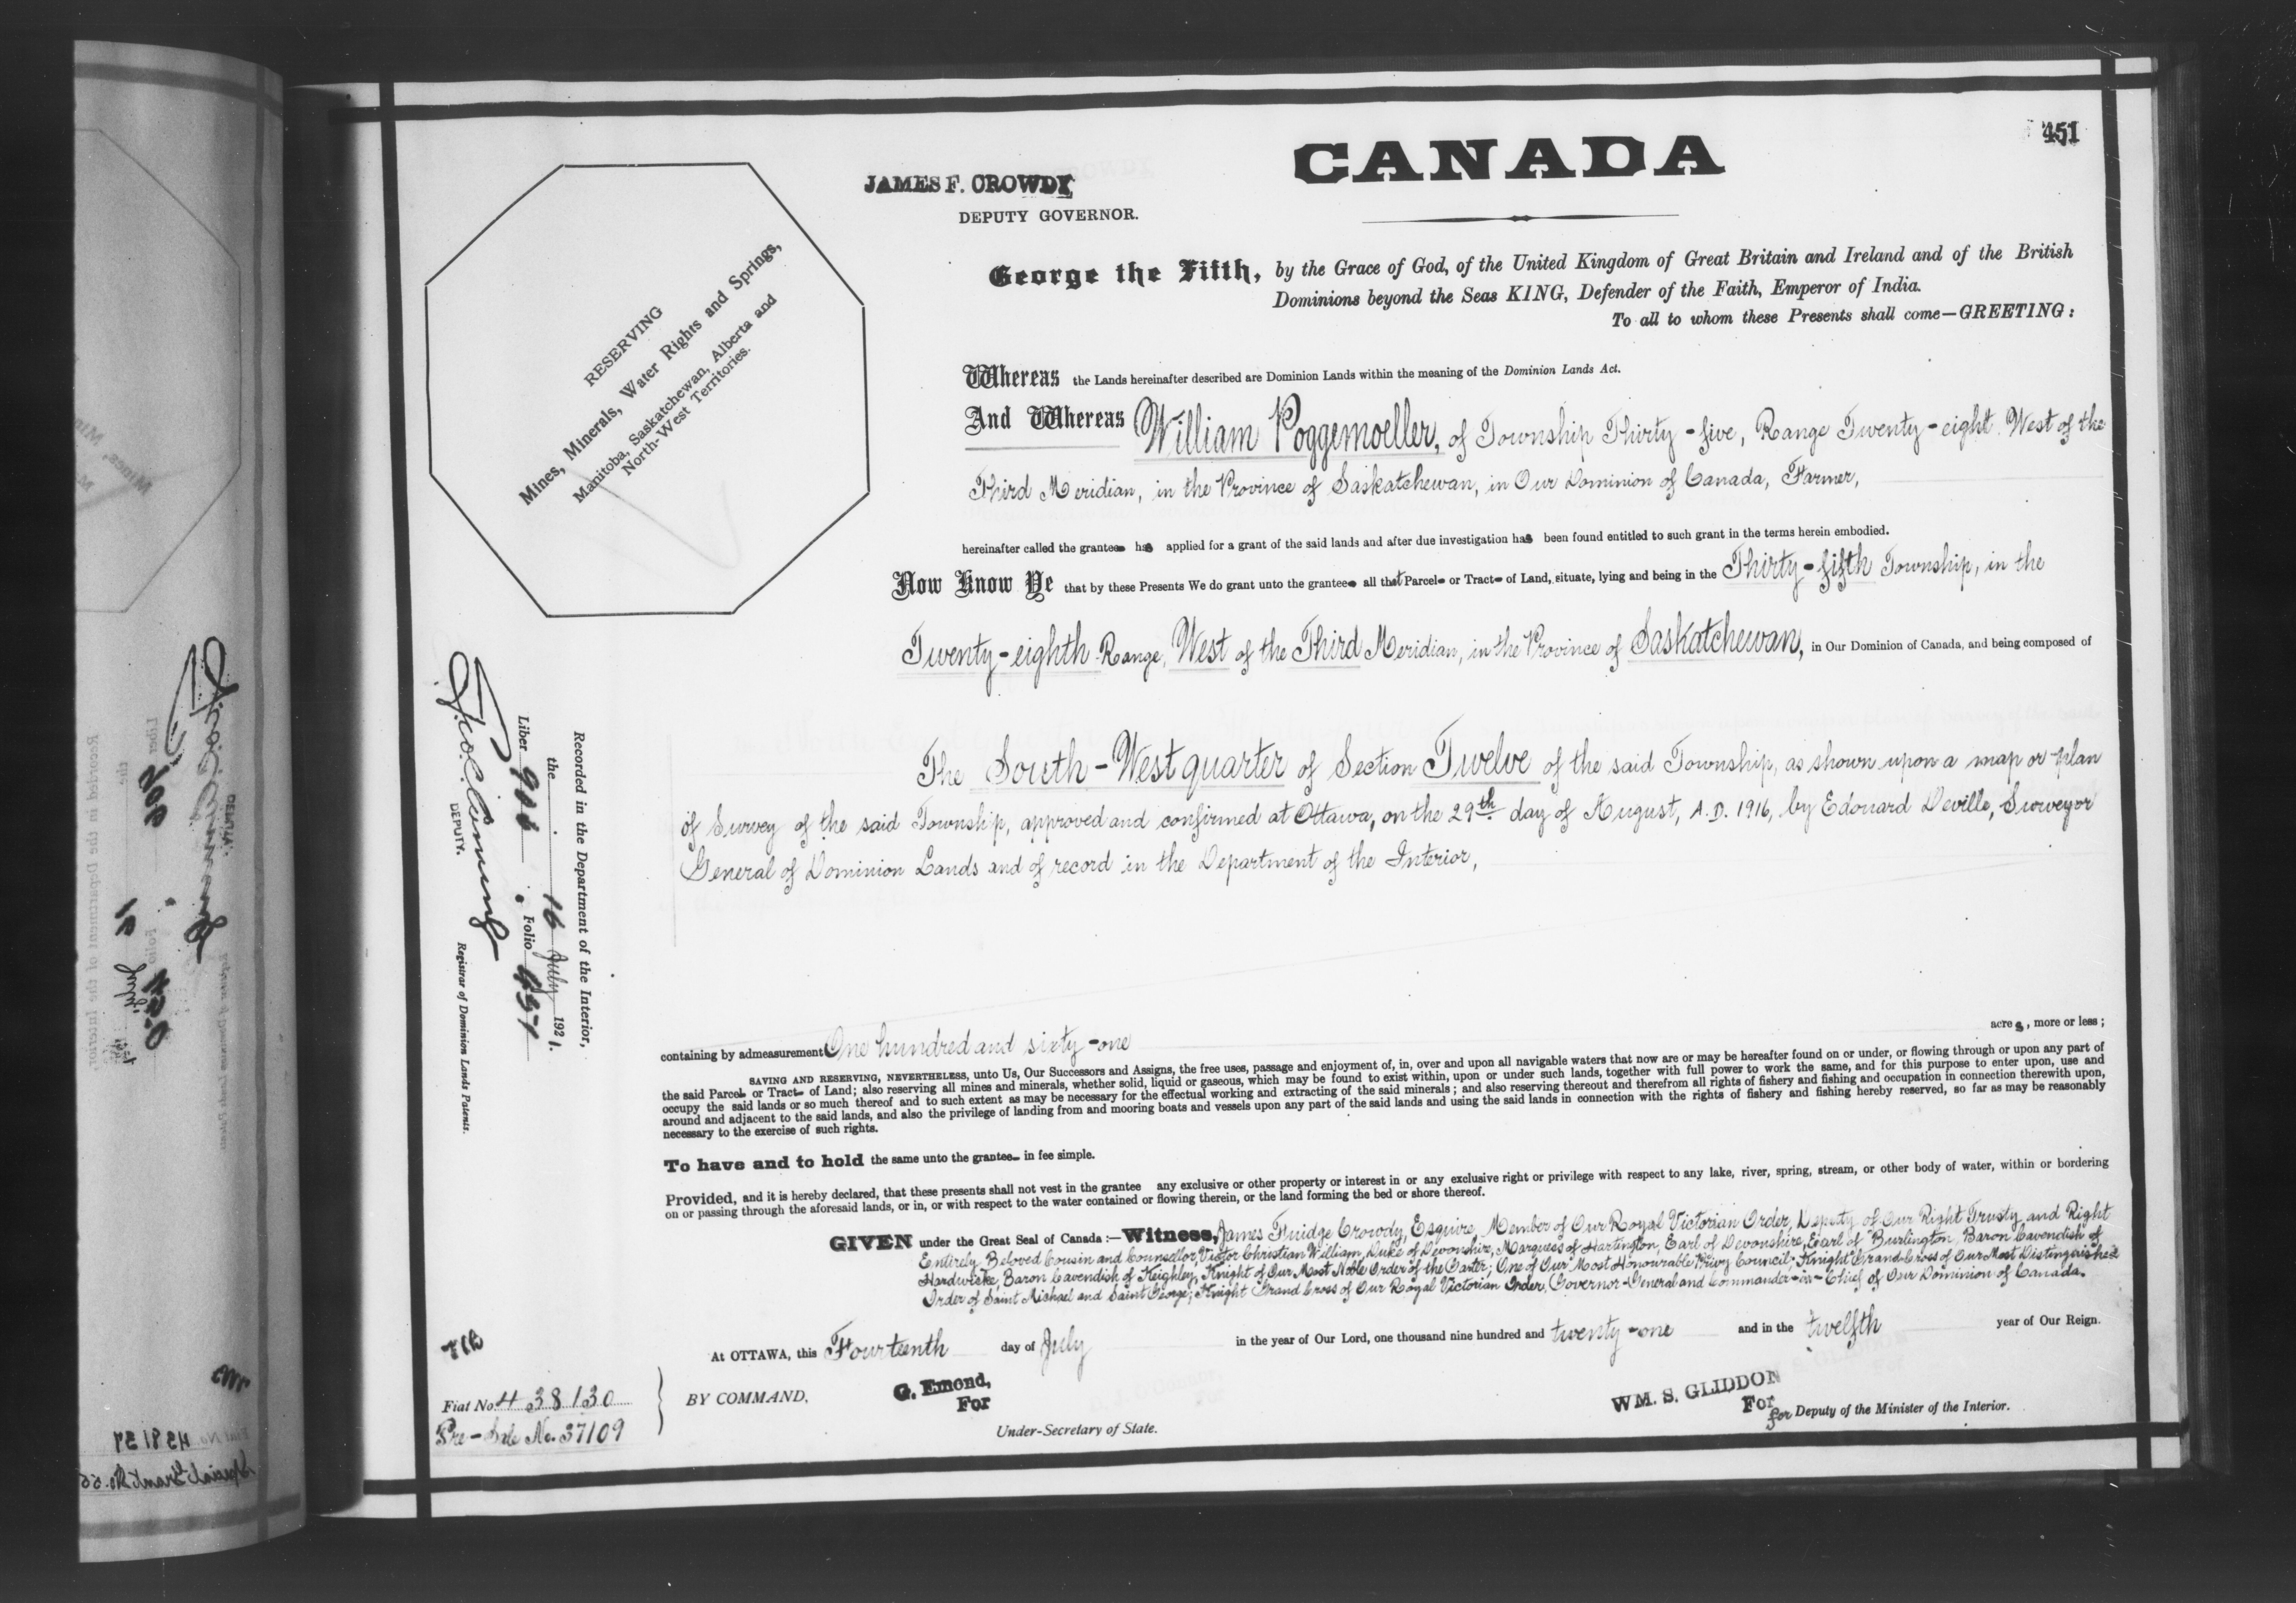 451
CANADA
JAMES F. CROWDY
DEPUTY GOVERNOR.
RESERVING
Mines, Minerals, Water Rights and Springs,
Manitoba, Saskatchewan, Alberta and
North-West Territories.
George the Fifth, by the Grace of God, of the United Kingdom of Great Britain and Ireland and of the British
Dominions beyond the Seas KING, Defender of the Faith, Emperor of India.
To all to whom these Presents shall come—GREETING:
Whereas the Lands hereinafter described are Dominion Lands within the meaning of the Dominion Lands Act.
And Whereas William Poggemoeller, of Township Thirty-five, Range Twenty-eight West of the
Third Meridian, in the Province of Saskatchewan, in Our Dominion of Canada, Farmer,
hereinafter called the grantee has applied for a grant of the said lands and after due investigation has been found entitled to such grant in the terms herein embodied.
Now Know Ye that by these Presents We do grant unto the grantee all that Parcel or Tract of Land, situate, lying and being in the Thirty-fifth Township, in the
Twenty-eighth Range, West of the Third Meridian, in the Province of Saskatchewan, in Our Dominion of Canada, and being composed of
The South-West quarter of Section Twelve of the said Township, as shown upon a map or plan
of Survey of the said Township, approved and confirmed at Ottawa, on the 29th day of August, A.D. 1916, by Edouard Deville, Surveyor
General of Dominion Lands and of record in the Department of the Interior,
containing by admeasurement One hundred and sixty-one acres, more or less;
SAVING AND RESERVING, NEVERTHELESS, unto Us, Our Successors and Assigns, the free uses, passage and enjoyment of, in, over and upon all navigable waters that now are or may be hereafter found on or under, or flowing through or upon any part of
the said Parcel or Tract of Land; also reserving all mines and minerals, whether solid, liquid or gaseous, which may be found to exist within, upon or under such lands, together with full power to work the same, and for this purpose to enter upon, use and
occupy the said lands or so much thereof and to such extent as may be necessary for the effectual working and extracting of the said minerals; and also reserving thereout and therefrom all rights of fishery and fishing and occupation in connection therewith upon,
around and adjacent to the said lands, and also the privilege of landing from and mooring boats and vessels upon any part of the said lands and using the said lands in connection with the rights of fishery and fishing hereby reserved, so far as may be reasonably
necessary to the exercise of such rights.
To have and to hold the same unto the grantee in fee simple.
Provided, and it is hereby declared, that these presents shall not vest in the grantee any exclusive or other property or interest in or any exclusive right or privilege with respect to any lake, river, spring, stream, or other body of water, within or bordering
on or passing through the aforesaid lands, or in, or with respect to the water contained or flowing therein, or the land forming the bed or shore thereof.
GIVEN under the Great Seal of Canada:—Witness, James Fuidge Crowdy, Esquire, Member of Our Royal Victorian Order, Deputy of Our Right Trusty and Right
Entirely Beloved Cousin and Counsellor, Victor Christian William, Duke of Devonshire, Marquess of Hartington, Earl of Devonshire, Earl of Burlington, Baron Cavendish of
Hardwicke, Baron Cavendish of Keighley, Knight of Our Most Noble Order of the Garter; One of Our Most Honourable Privy Council; Knight Grand Cross of Our Most Distinguished
Order of Saint Michael and Saint George; Knight Grand Cross of Our Royal Victorian Order, Governor-General and Commander-in-Chief of Our Dominion of Canada.
At OTTAWA, this Fourteenth day of July in the year of Our Lord, one thousand nine hundred and twenty-one and in the twelfth year of Our Reign.
BY COMMAND,
G. Emond,
For
Under-Secretary of State.
WM. S. GLIDDON
For
for Deputy of the Minister of the Interior.
Recorded in the Department of the Interior,
the 16 July 1921.
Liber Folio 451
DEPUTY. Registrar of Dominion Lands Patents.
Fiat No. 438130
Pre-Sale No. 37109